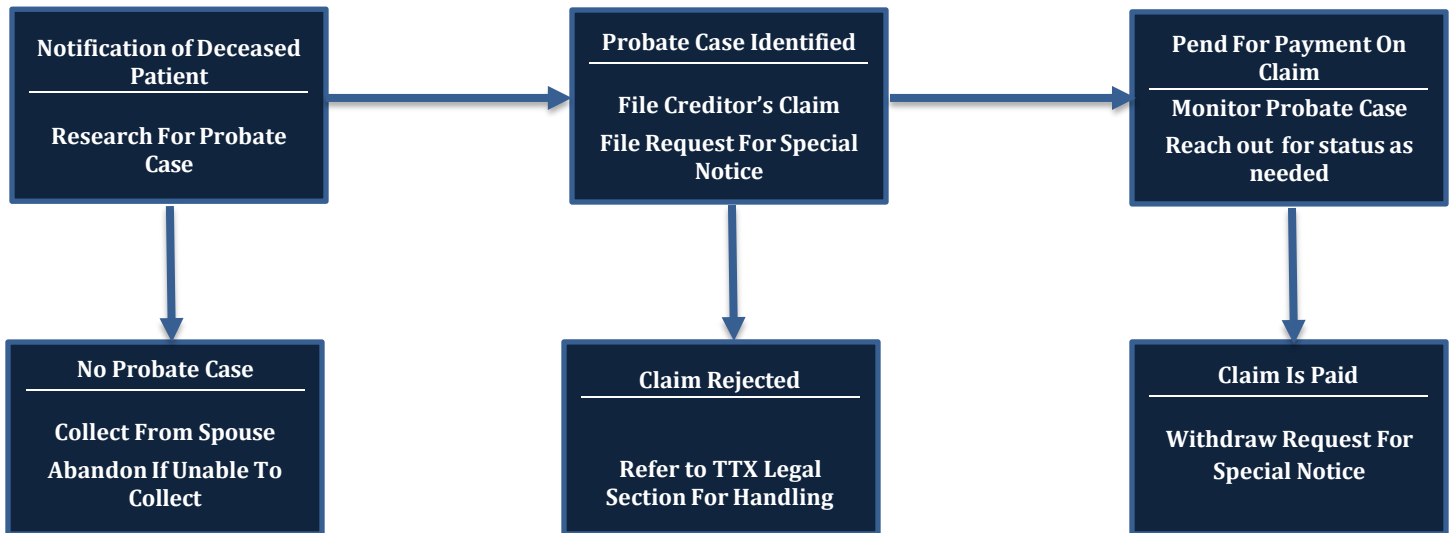 Notification of Deceased
Patient
Research For Probate
Case
Probate Case Identified
File Creditor's Claim
File Request For Special
Notice
Pend For Payment On
Claim
Monitor Probate Case
Reach out for status as
needed
No Probate Case
Collect From Spouse
Abandon If Unable To
Collect
Claim Rejected
Refer to TTX Legal
Section For Handling
Claim Is Paid
Withdraw Request For
Special Notice